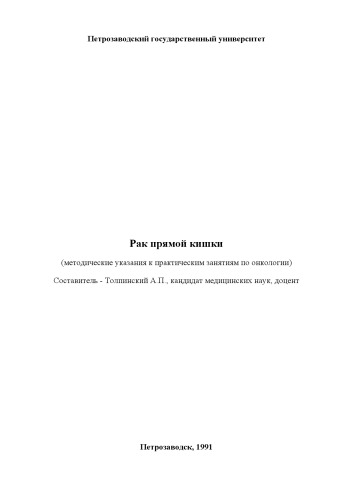 Петрозаводский государственный университет
Рак прямой кишки
(методические указания к практическим занятиям по онкологии)
Составитель - Толпинский А.П., кандидат медицинских наук, доцент
Петрозаводск, 1991